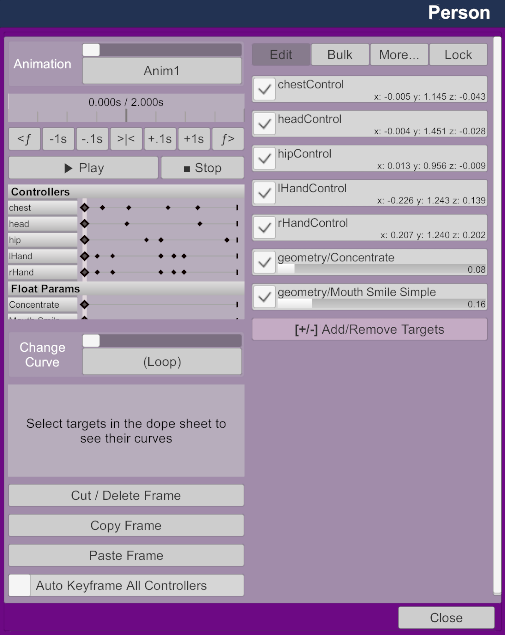 Person
Animation
Anim1
0.000s / 2.000s
<ƒ
-1s
-.1s
>|<
+.1s
+1s
ƒ>
▶ Play
■ Stop
Controllers
chest
head
hip
lHand
rHand
Float Params
Concentrate
Mouth Smile
Change
Curve
(Loop)
Select targets in the dope sheet to
see their curves
Cut / Delete Frame
Copy Frame
Paste Frame
Auto Keyframe All Controllers
Edit
Bulk
More...
Lock
chestControl
x: -0.005 y: 1.145 z: -0.043
headControl
x: -0.004 y: 1.451 z: -0.028
hipControl
x: 0.013 y: 0.956 z: -0.009
lHandControl
x: -0.226 y: 1.243 z: 0.139
rHandControl
x: 0.207 y: 1.240 z: 0.202
geometry/Concentrate
0.08
geometry/Mouth Smile Simple
0.16
[+/-] Add/Remove Targets
Close